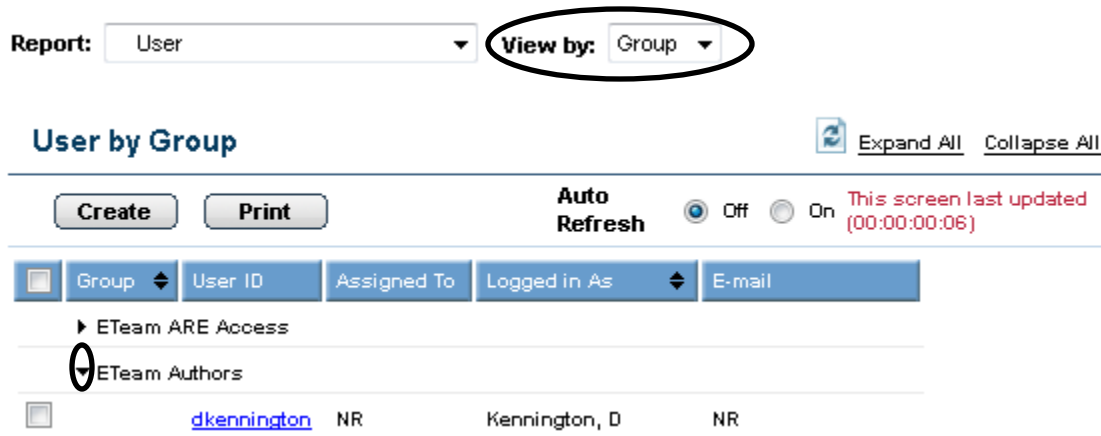 Report: User View by: Group
User by Group Expand All Collapse All
Create Print Auto Refresh Off On This screen last updated (00:00:00:06)
Group User ID Assigned To Logged in As E-mail
ETeam ARE Access
ETeam Authors
dkennington NR Kennington, D NR